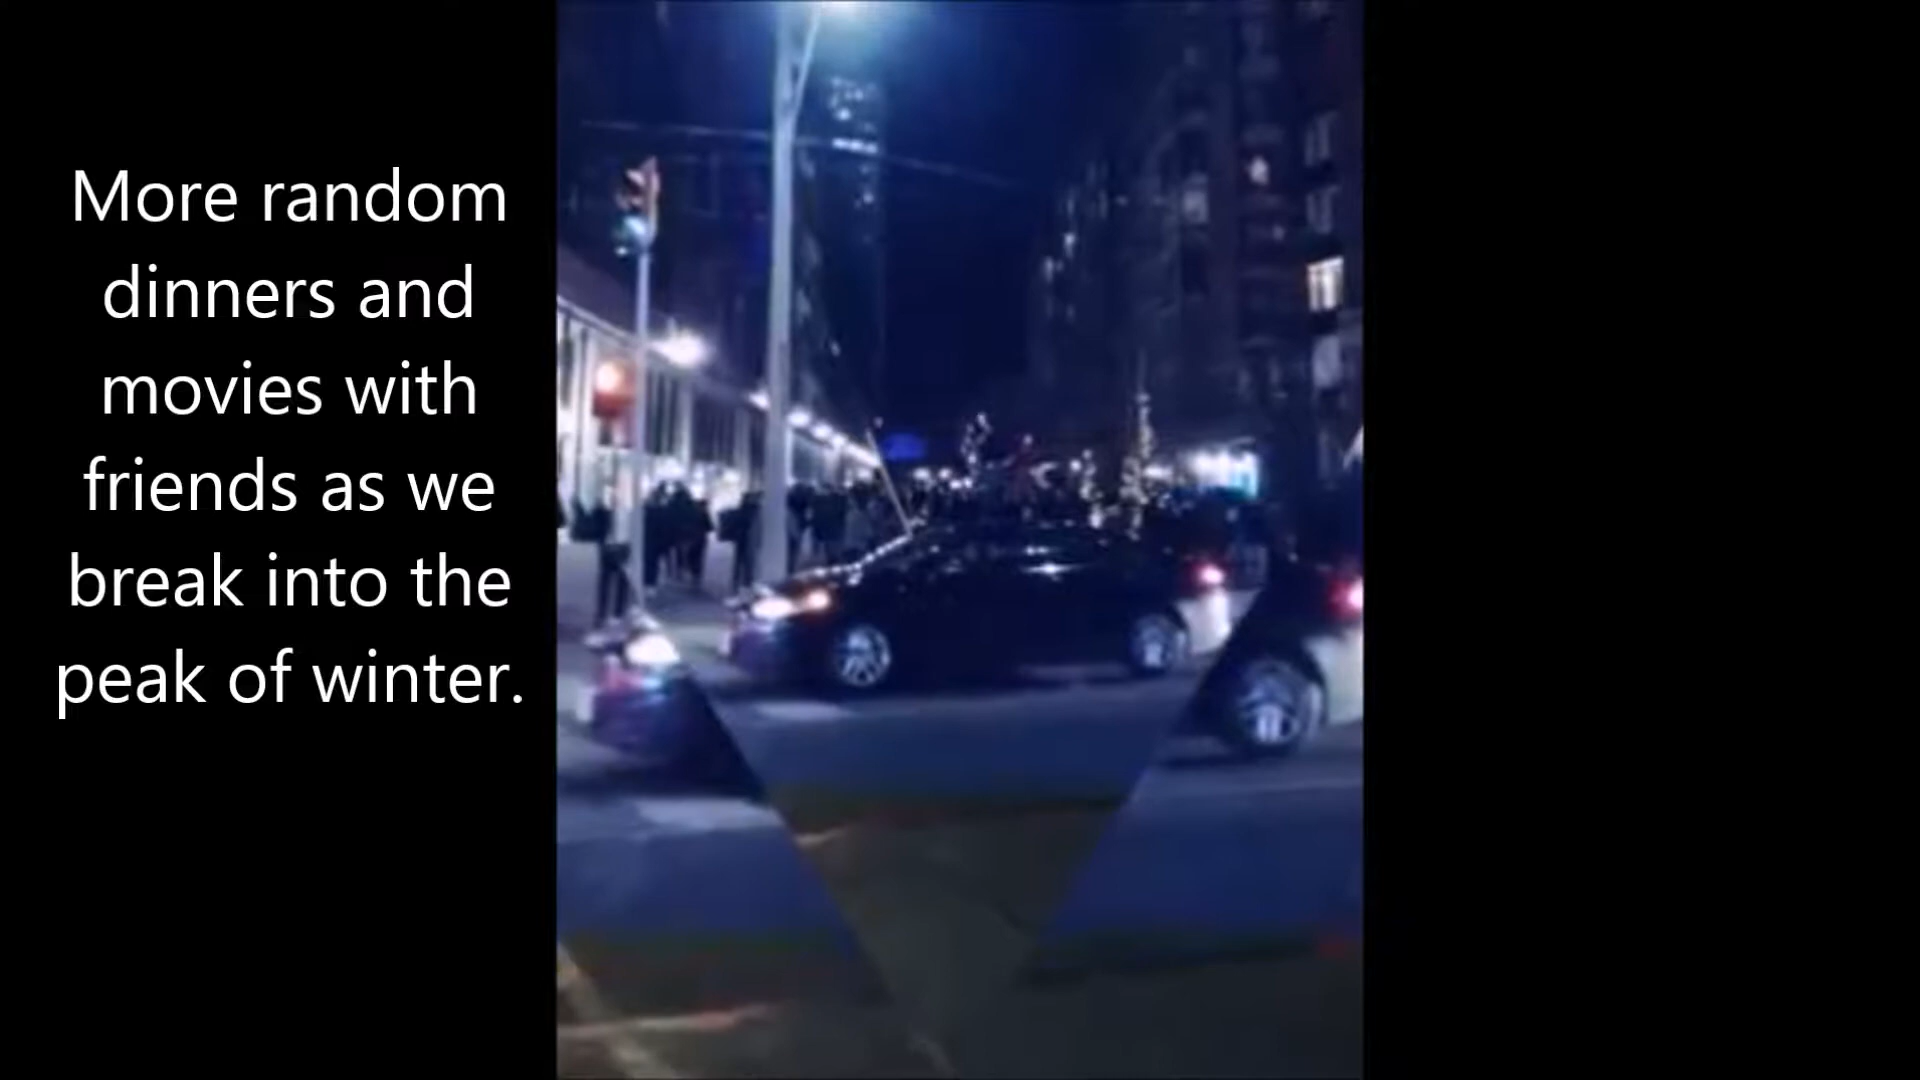 More random
dinners and
movies with
friends as we
break into the
peak of winter.